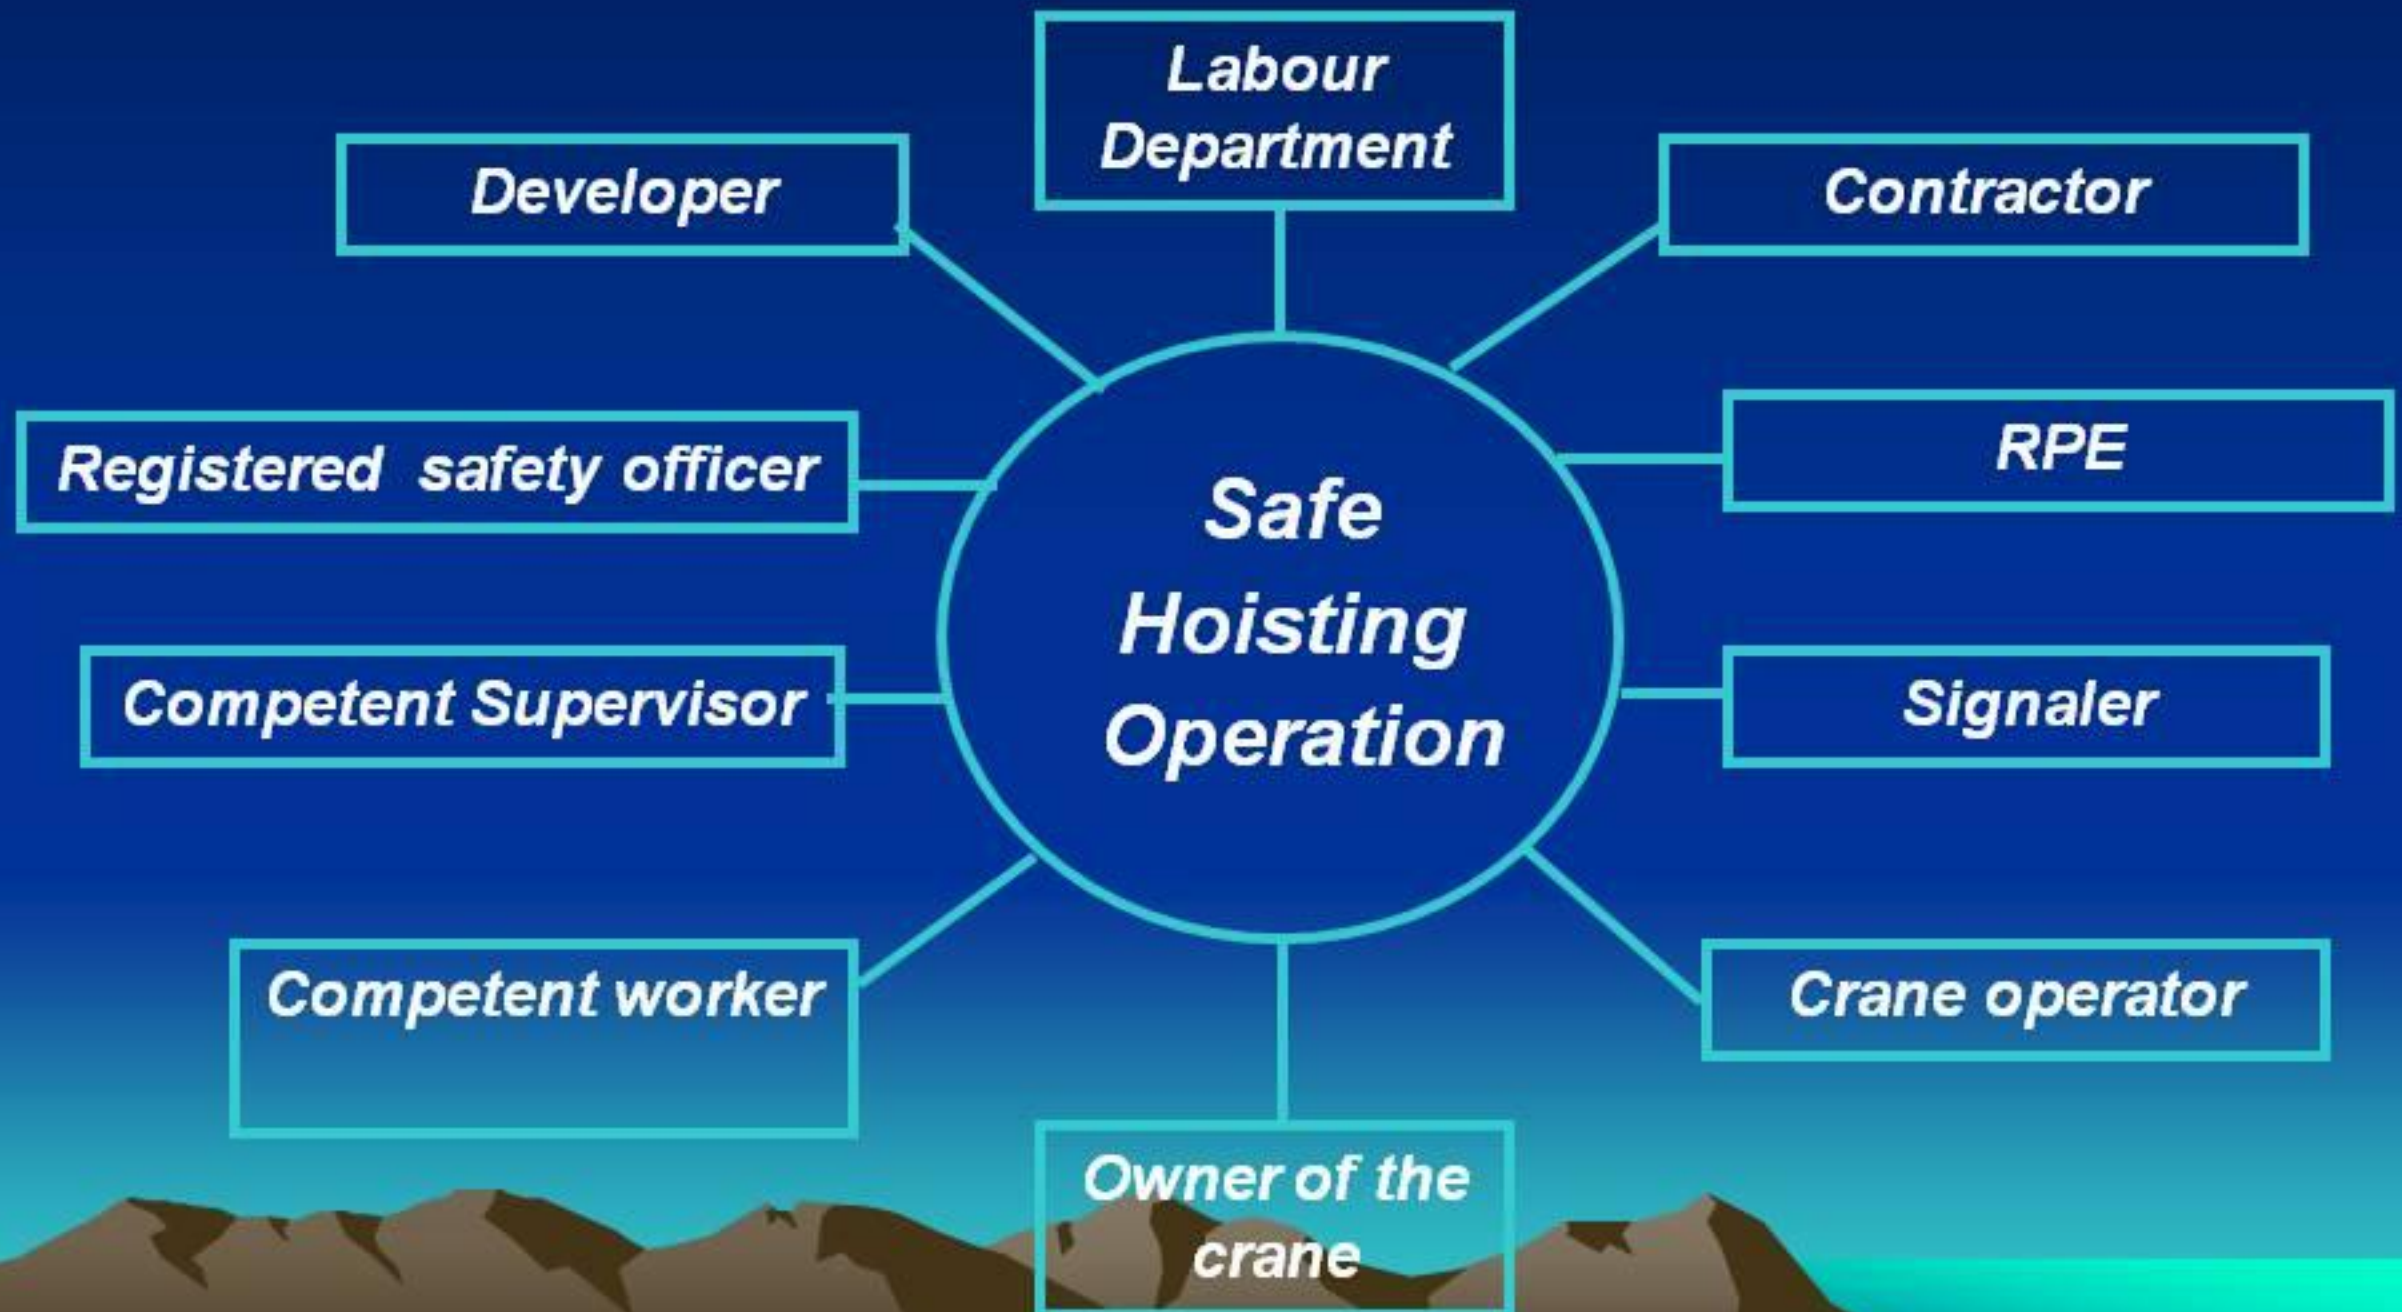 Labour
Department
Developer
Contractor
Registered safety officer
RPE
Safe
Hoisting
Operation
Competent Supervisor
Signaler
Competent worker
Crane operator
Owner of the
crane